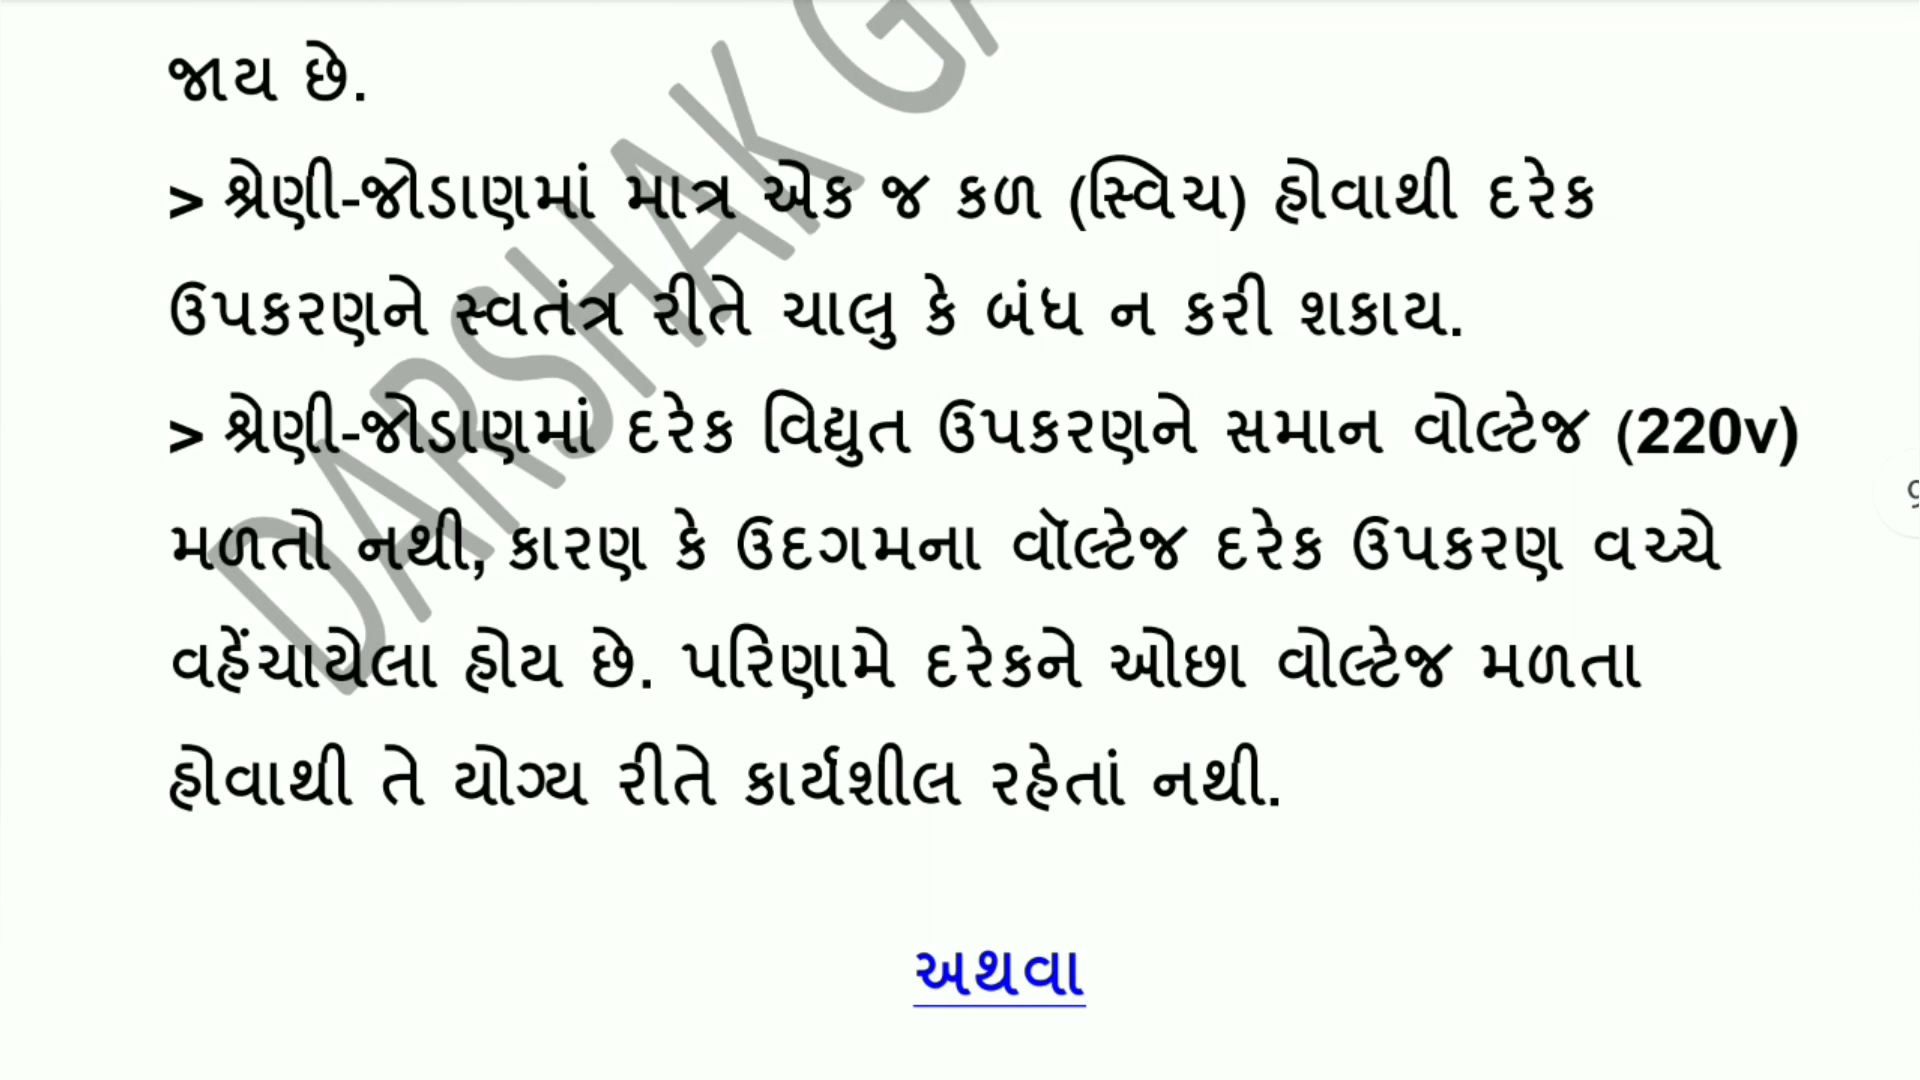 જાય છે.
> શ્રેણી-જોડાણમાં માત્ર એક જ કળ (સ્વિચ) હોવાથી દરેક
ઉપકરણને સ્વતંત્ર રીતે ચાલુ કે બંધ ન કરી શકાય.
> શ્રેણી-જોડાણમાં દરેક વિદ્યુત ઉપકરણને સમાન વોલ્ટેજ (220v)
મળતો નથી, કારણ કે ઉદગમના વૉલ્ટેજ દરેક ઉપકરણ વચ્ચે
વહેંચાયેલા હોય છે. પરિણામે દરેકને ઓછા વોલ્ટેજ મળતા
હોવાથી તે યોગ્ય રીતે કાર્યશીલ રહેતાં નથી.
અથવા
DARSHAK